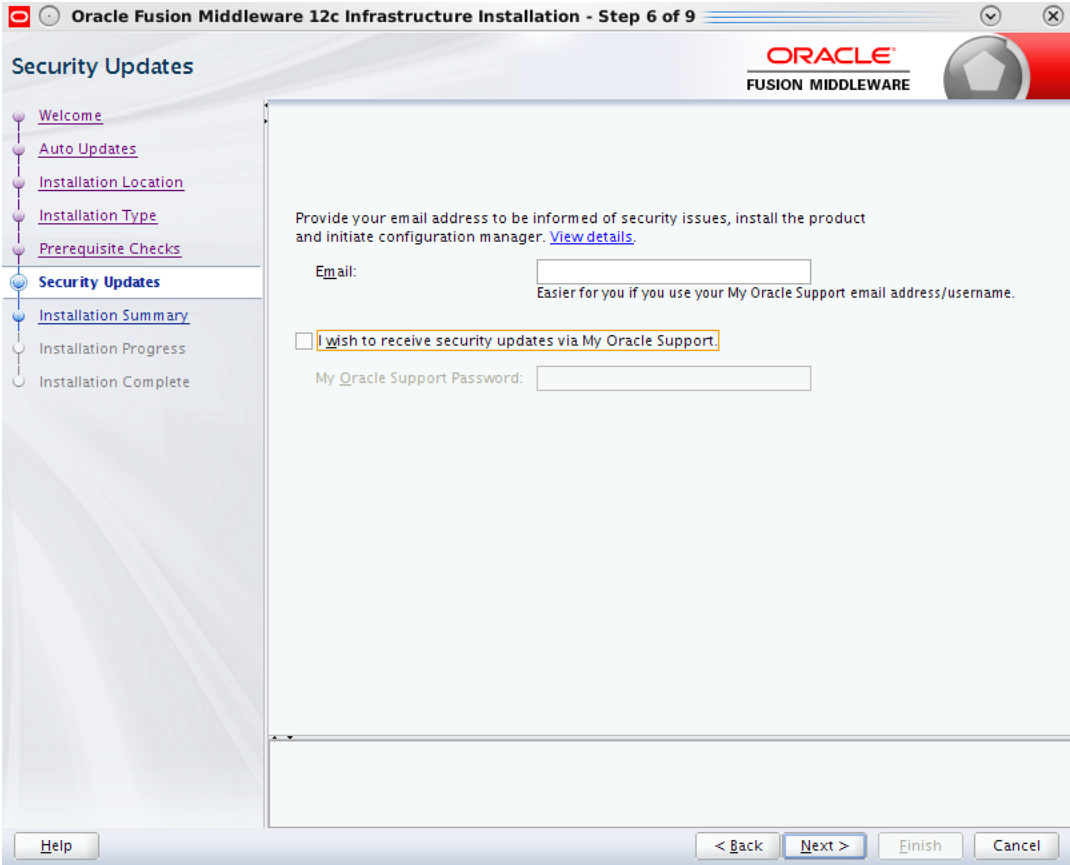 Oracle Fusion Middleware 12c Infrastructure Installation - Step 6 of 9
Security Updates
ORACLE
FUSION MIDDLEWARE
Welcome
Auto Updates
Installation Location
Installation Type
Prerequisite Checks
Security Updates
Installation Summary
Installation Progress
Installation Complete
Provide your email address to be informed of security issues, install the product
and initiate configuration manager. View details.
Email:
Easier for you if you use your My Oracle Support email address/username.
I wish to receive security updates via My Oracle Support.
My Oracle Support Password:
Help
< Back
Next >
Finish
Cancel